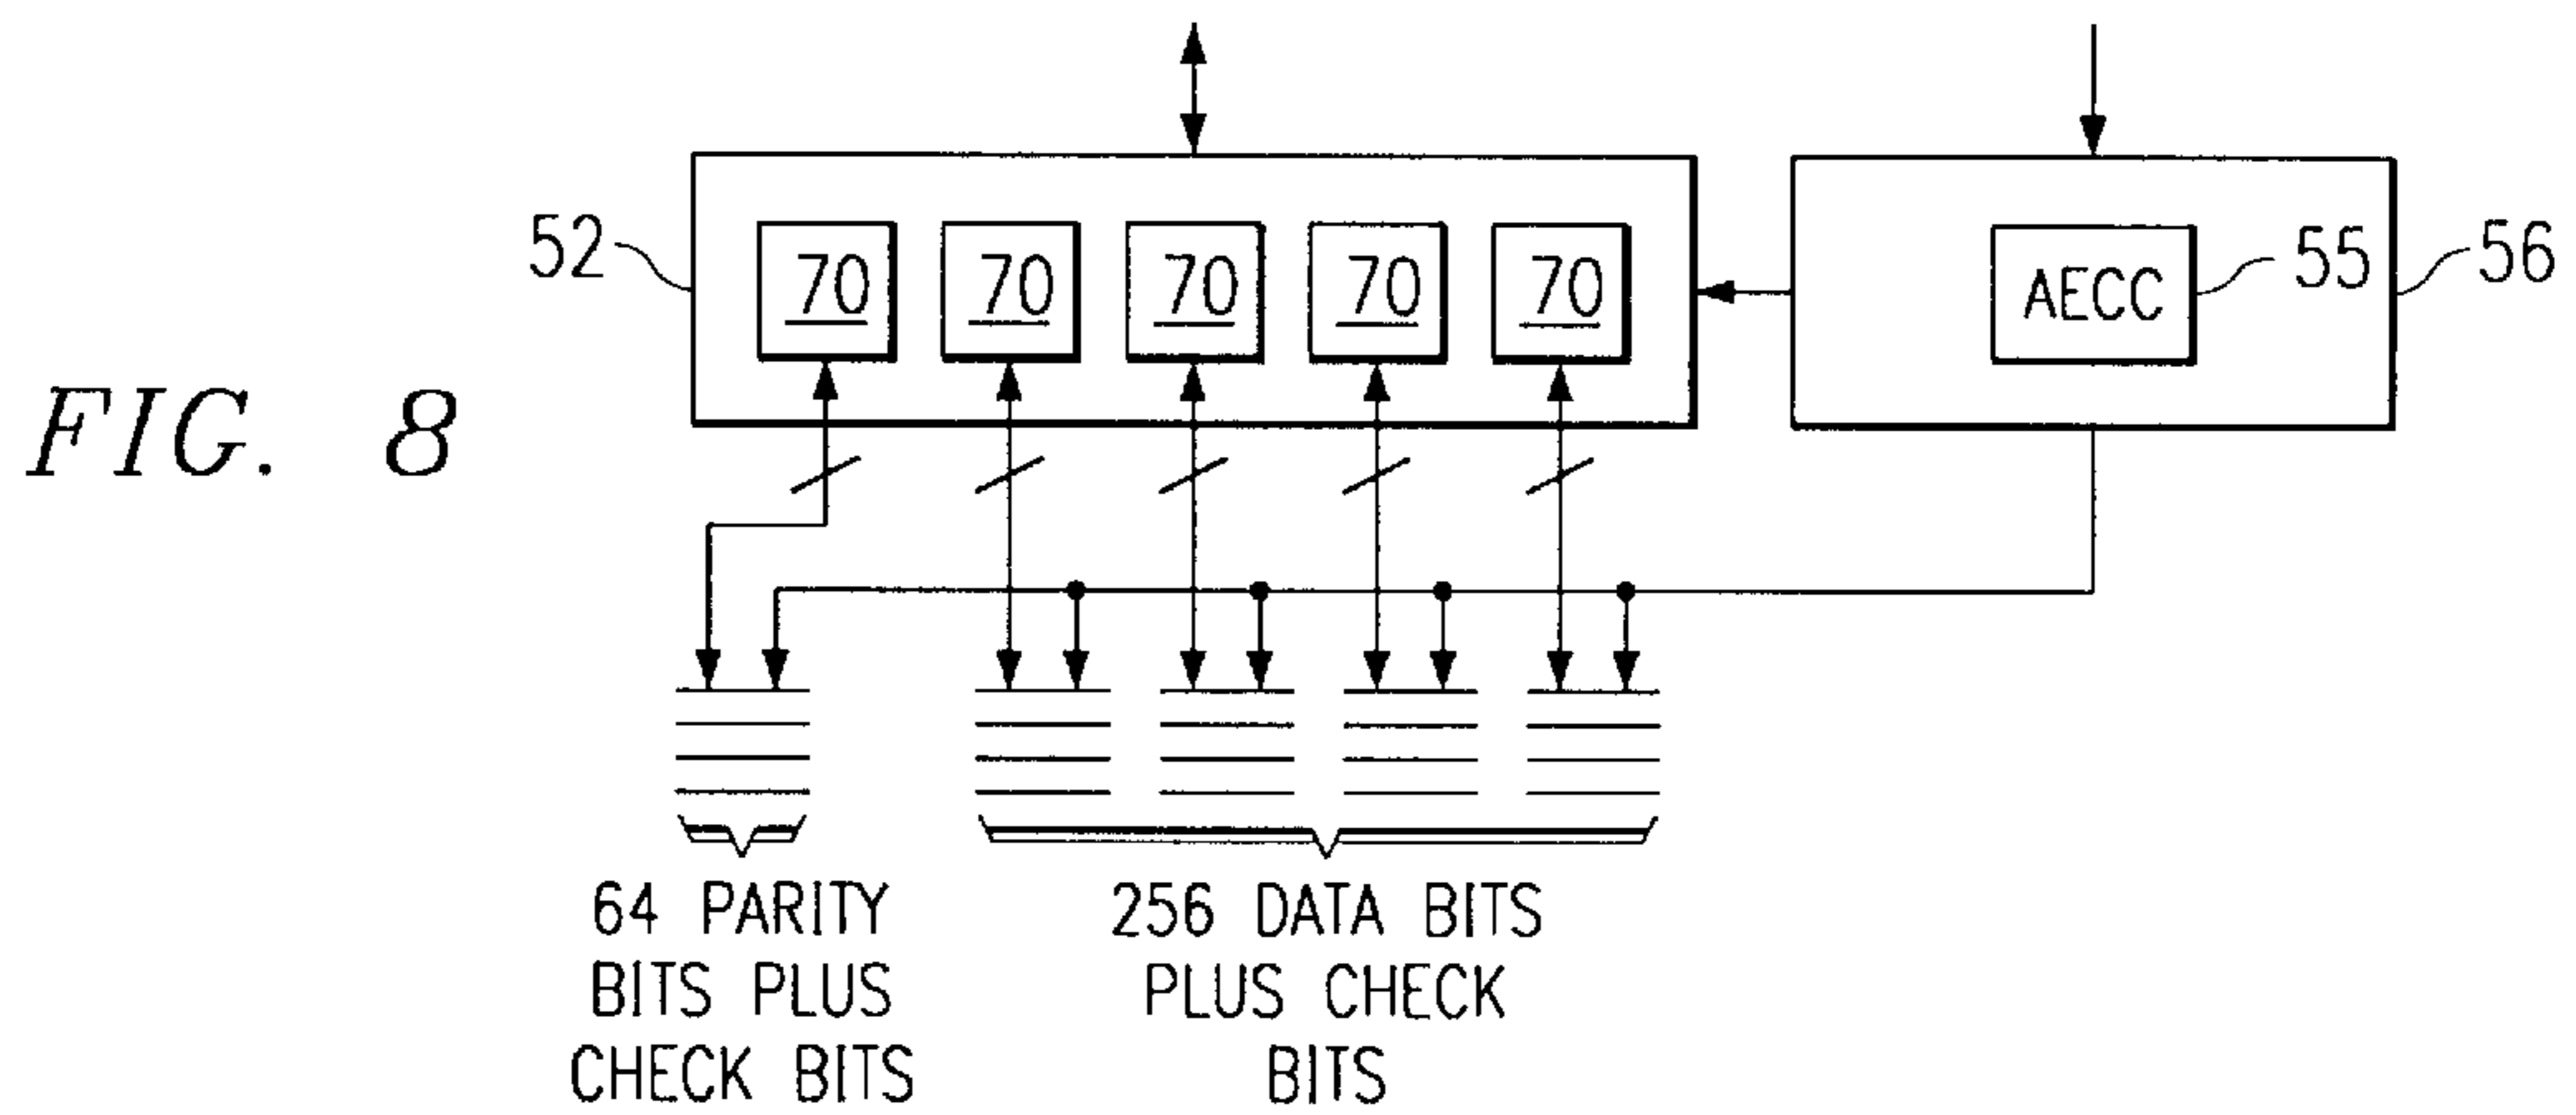 52
70 70 70 70 70
AECC
55
56
FIG. 8
64 PARITY
BITS PLUS
CHECK BITS
256 DATA BITS
PLUS CHECK
BITS